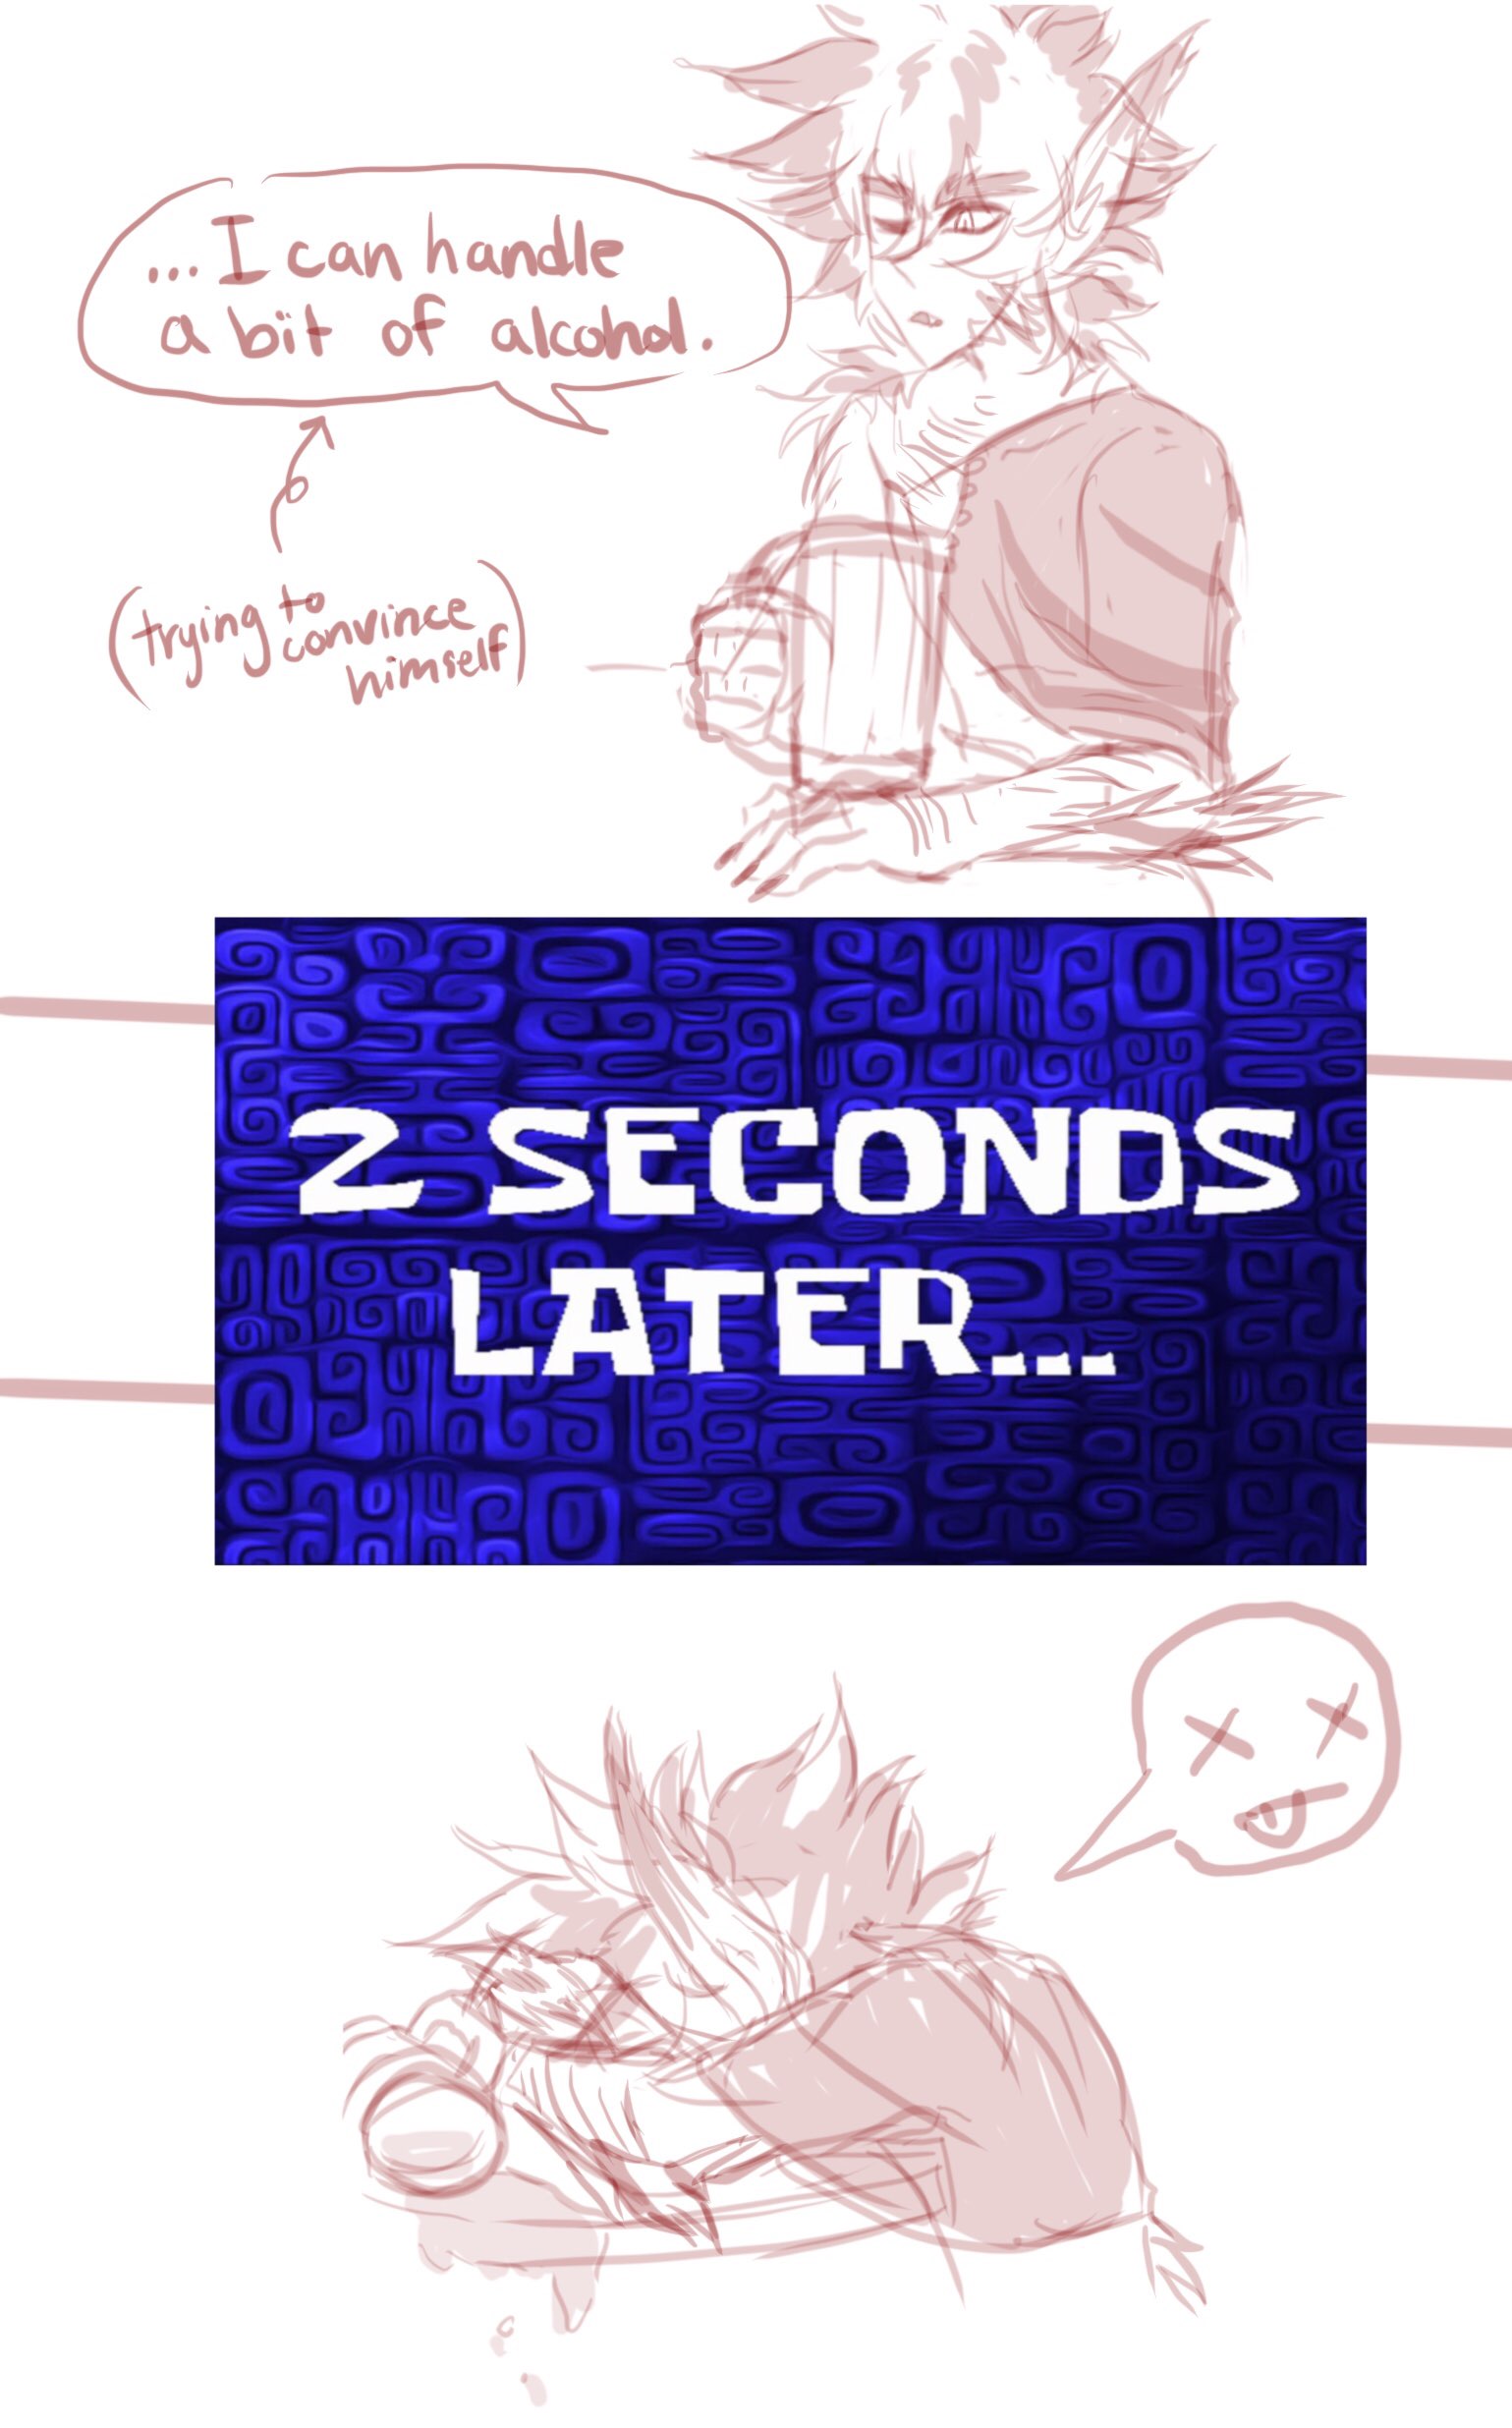 ...I can handle
a bit of alcohol.
(trying to
convince
himself)
2 SECONDS
LATER...